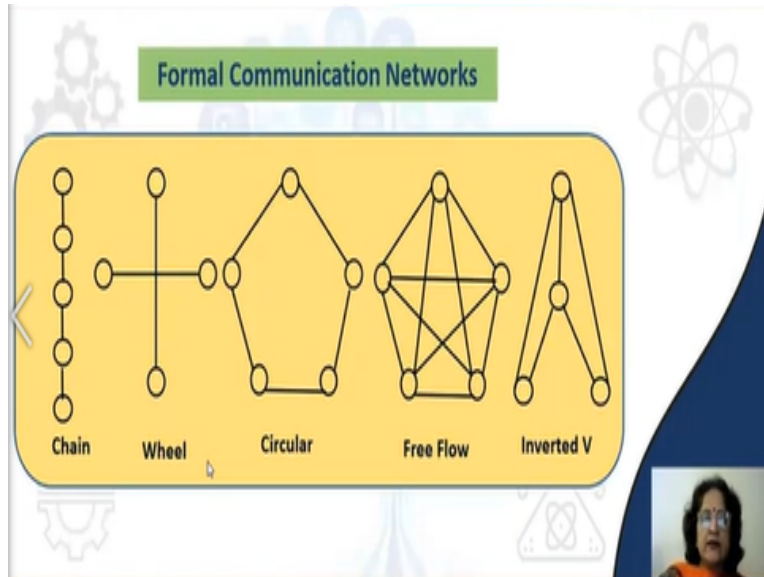 Formal Communication Networks
Chain
Wheel
Circular
Free Flow
Inverted V